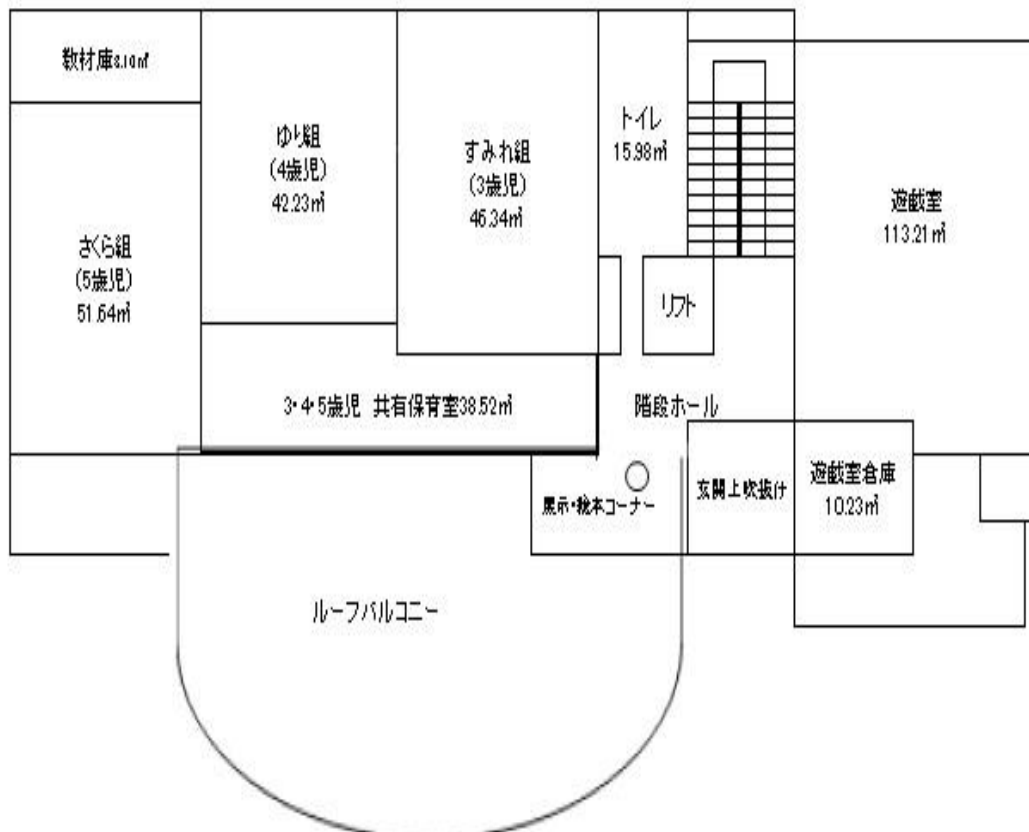 教材庫8.10㎡
ゆり組
(4歳児)
42.23㎡
すみれ組
(3歳児)
46.34㎡
トイレ
15.98㎡
遊戯室
113.21㎡
さくら組
(5歳児)
51.64㎡
リフト
3・4・5歳児 共有保育室38.52㎡
階段ホール
展示・絵本コーナー
玄関上吹抜け
遊戯室倉庫
10.23㎡
ルーフバルコニー